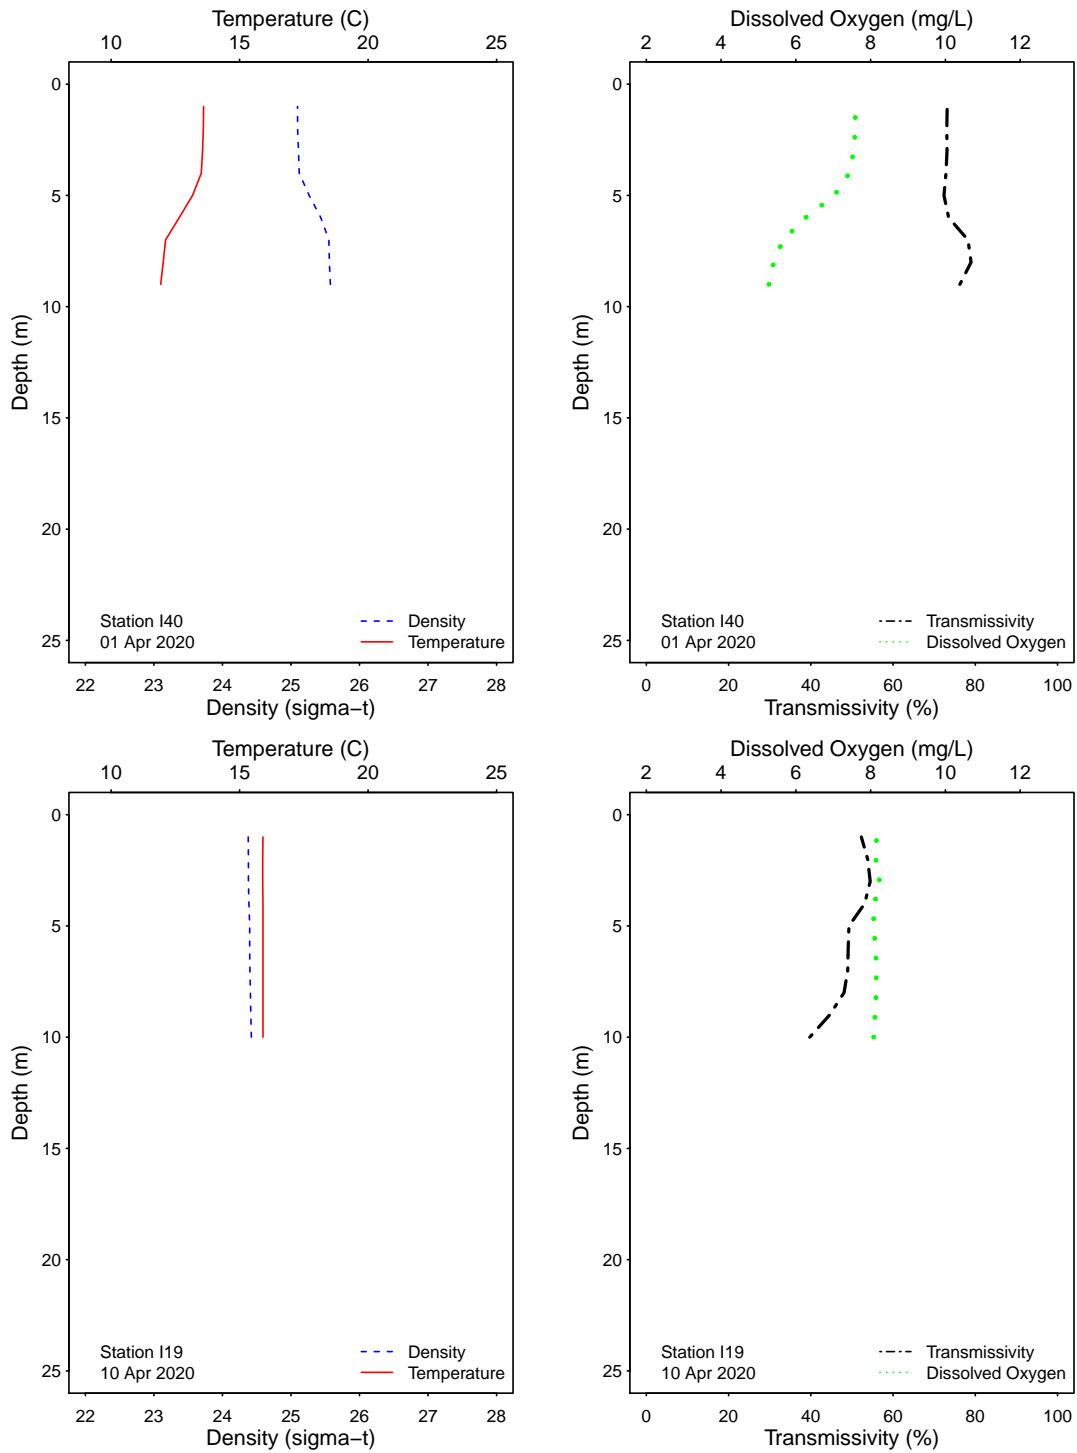 Temperature (C)
10 15 20 25
0
5
10
15
20
25
Depth (m)
Station I40
01 Apr 2020
Density
Temperature
22 23 24 25 26 27 28
Density (sigma−t)
Dissolved Oxygen (mg/L)
2 4 6 8 10 12
0
5
10
15
20
25
Depth (m)
Station I40
01 Apr 2020
Transmissivity
Dissolved Oxygen
0 20 40 60 80 100
Transmissivity (%)
Temperature (C)
10 15 20 25
0
5
10
15
20
25
Depth (m)
Station I19
10 Apr 2020
Density
Temperature
22 23 24 25 26 27 28
Density (sigma−t)
Dissolved Oxygen (mg/L)
2 4 6 8 10 12
0
5
10
15
20
25
Depth (m)
Station I19
10 Apr 2020
Transmissivity
Dissolved Oxygen
0 20 40 60 80 100
Transmissivity (%)